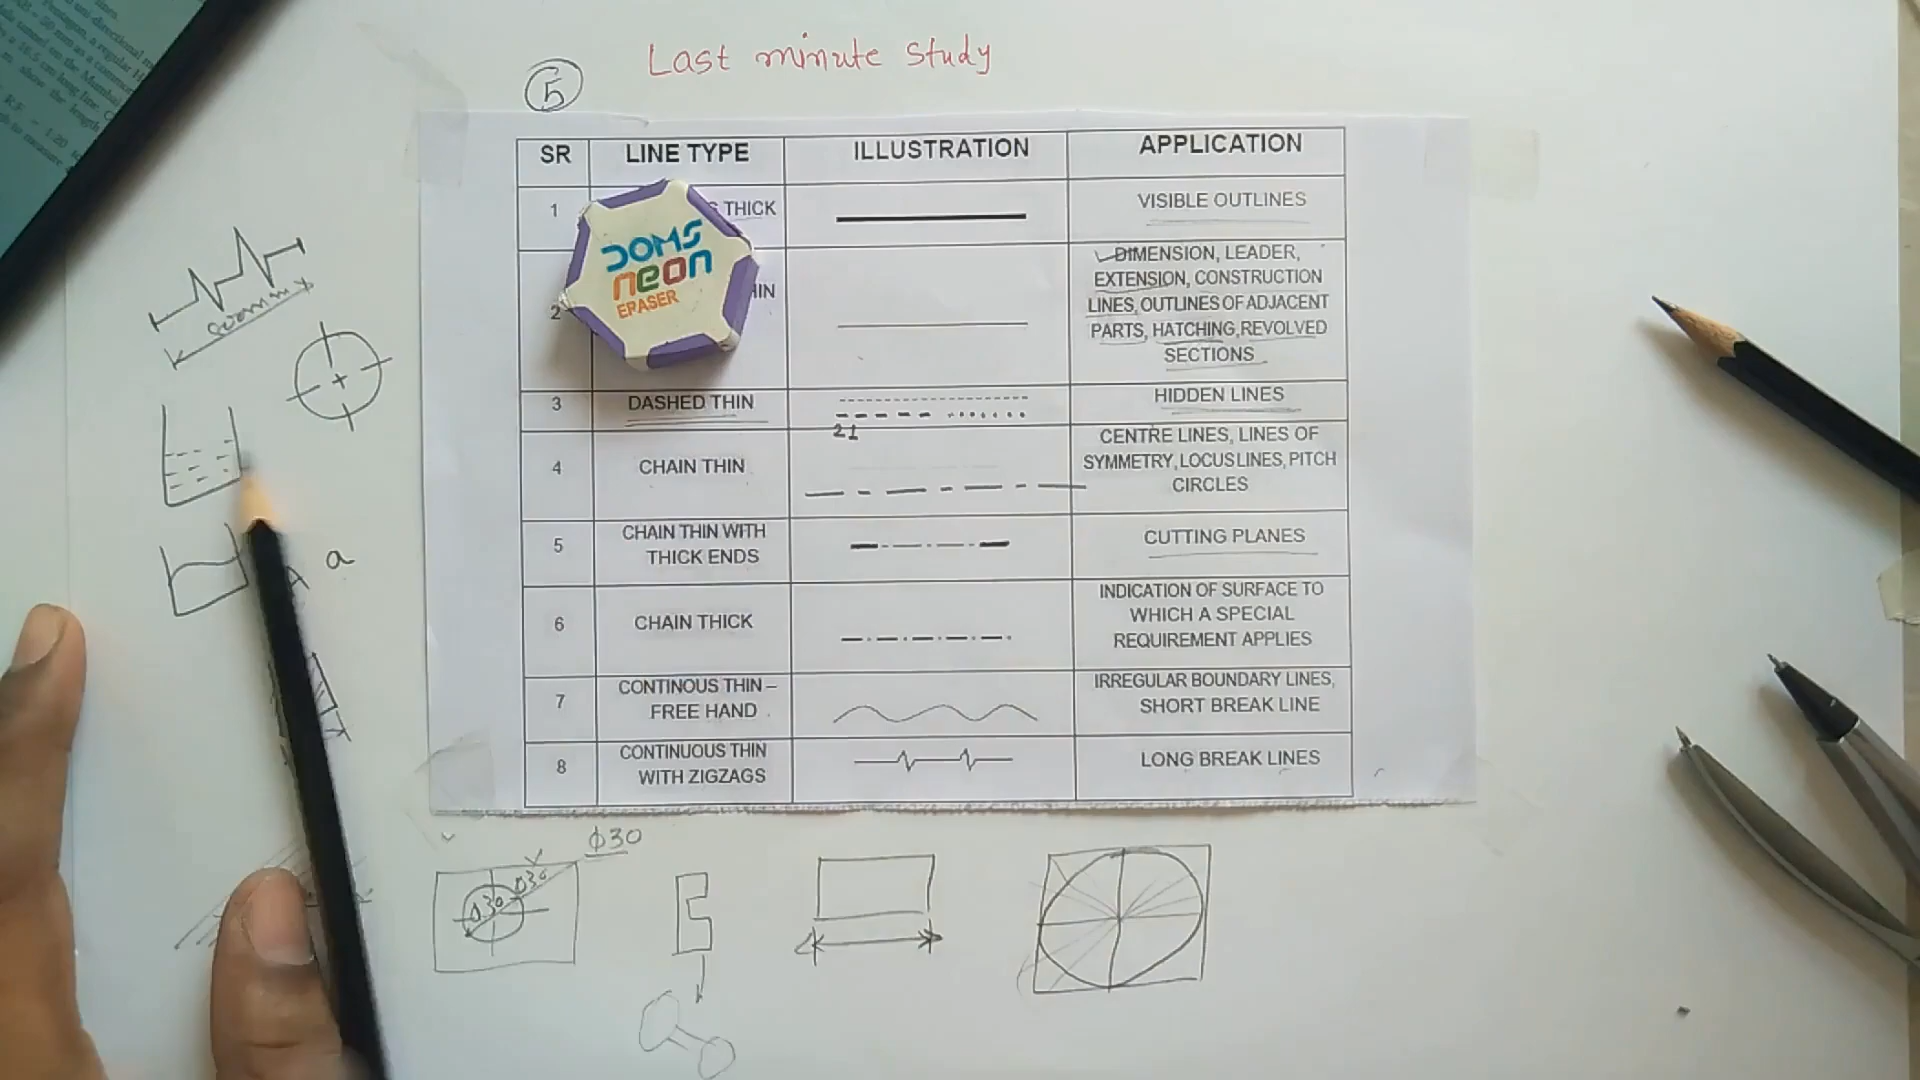 Last minute study
5
SR LINE TYPE ILLUSTRATION APPLICATION
1 THICK VISIBLE OUTLINES
2 DIMENSION, LEADER,
EXTENSION, CONSTRUCTION
LINES, OUTLINES OF ADJACENT
PARTS, HATCHING, REVOLVED
SECTIONS
DOMS
neon
ERASER
3 DASHED THIN HIDDEN LINES
21
4 CHAIN THIN CENTRE LINES, LINES OF
SYMMETRY, LOCUS LINES, PITCH
CIRCLES
5 CHAIN THIN WITH
THICK ENDS
CUTTING PLANES
6 CHAIN THICK INDICATION OF SURFACE TO
WHICH A SPECIAL
REQUIREMENT APPLIES
7 CONTINOUS THIN –
FREE HAND
IRREGULAR BOUNDARY LINES,
SHORT BREAK LINE
8 CONTINUOUS THIN
WITH ZIGZAGS
LONG BREAK LINES
a
ϕ30